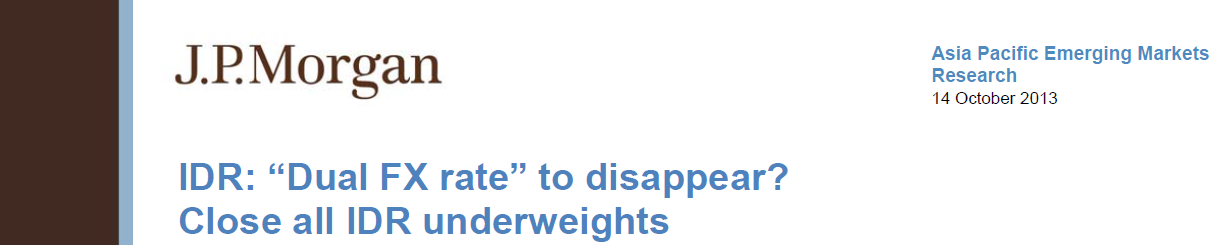 J.P.Morgan
Asia Pacific Emerging Markets
Research
14 October 2013
IDR: “Dual FX rate” to disappear?
Close all IDR underweights